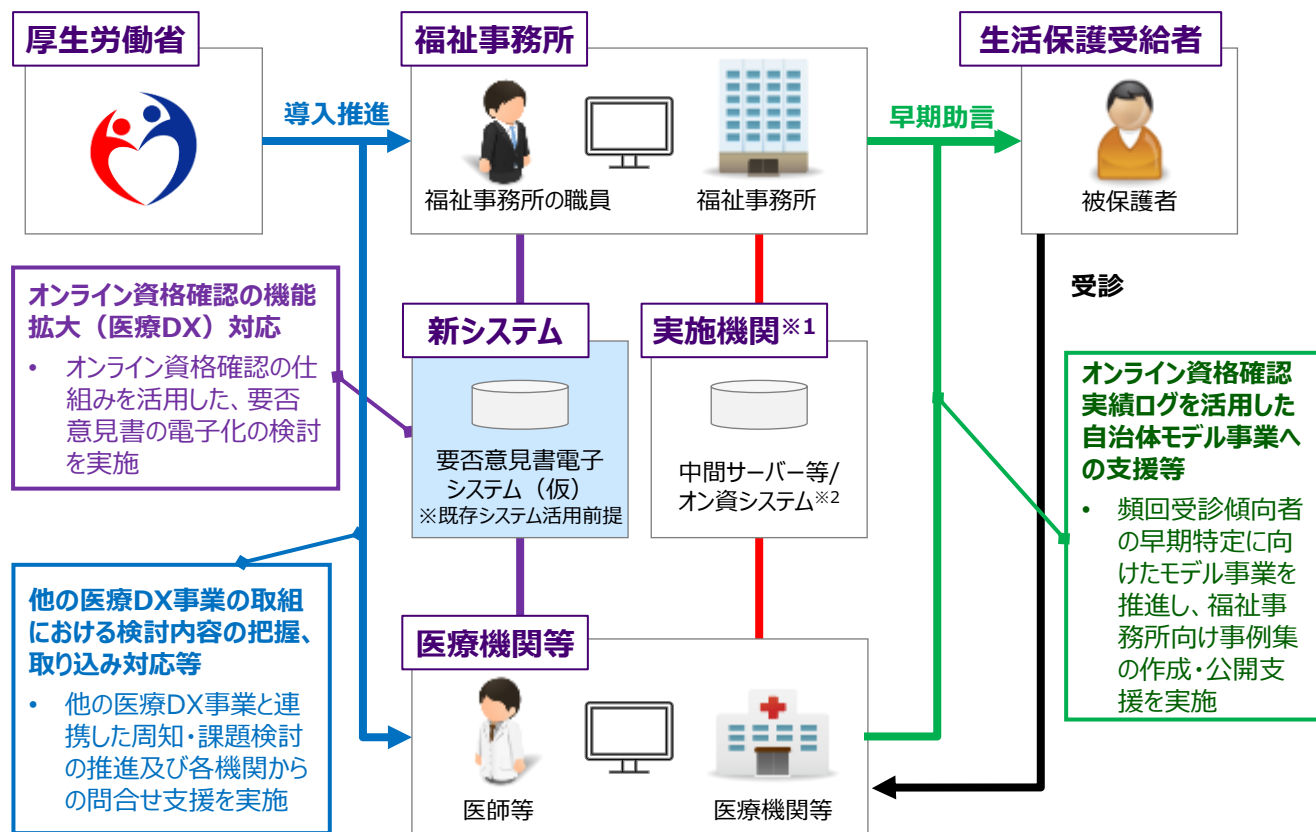 厚生労働省
導入推進
福祉事務所
福祉事務所の職員
福祉事務所
早期助言
生活保護受給者
被保護者
受診
オンライン資格確認の機能
拡大（医療DX）対応
• オンライン資格確認の仕
組みを活用した、要否
意見書の電子化の検討
を実施
新システム
要否意見書電子
システム（仮）
※既存システム活用前提
実施機関※1
中間サーバー等/
オン資システム※2
オンライン資格確認
実績ログを活用した
自治体モデル事業へ
の支援等
• 頻回受診傾向者
の早期特定に向
けたモデル事業を
推進し、福祉事
務所向け事例集
の作成・公開支
援を実施
他の医療DX事業の取組
における検討内容の把握、
取り込み対応等
• 他の医療DX事業と連
携した周知・課題検討
の推進及び各機関から
の問合せ支援を実施
医療機関等
医師等
医療機関等